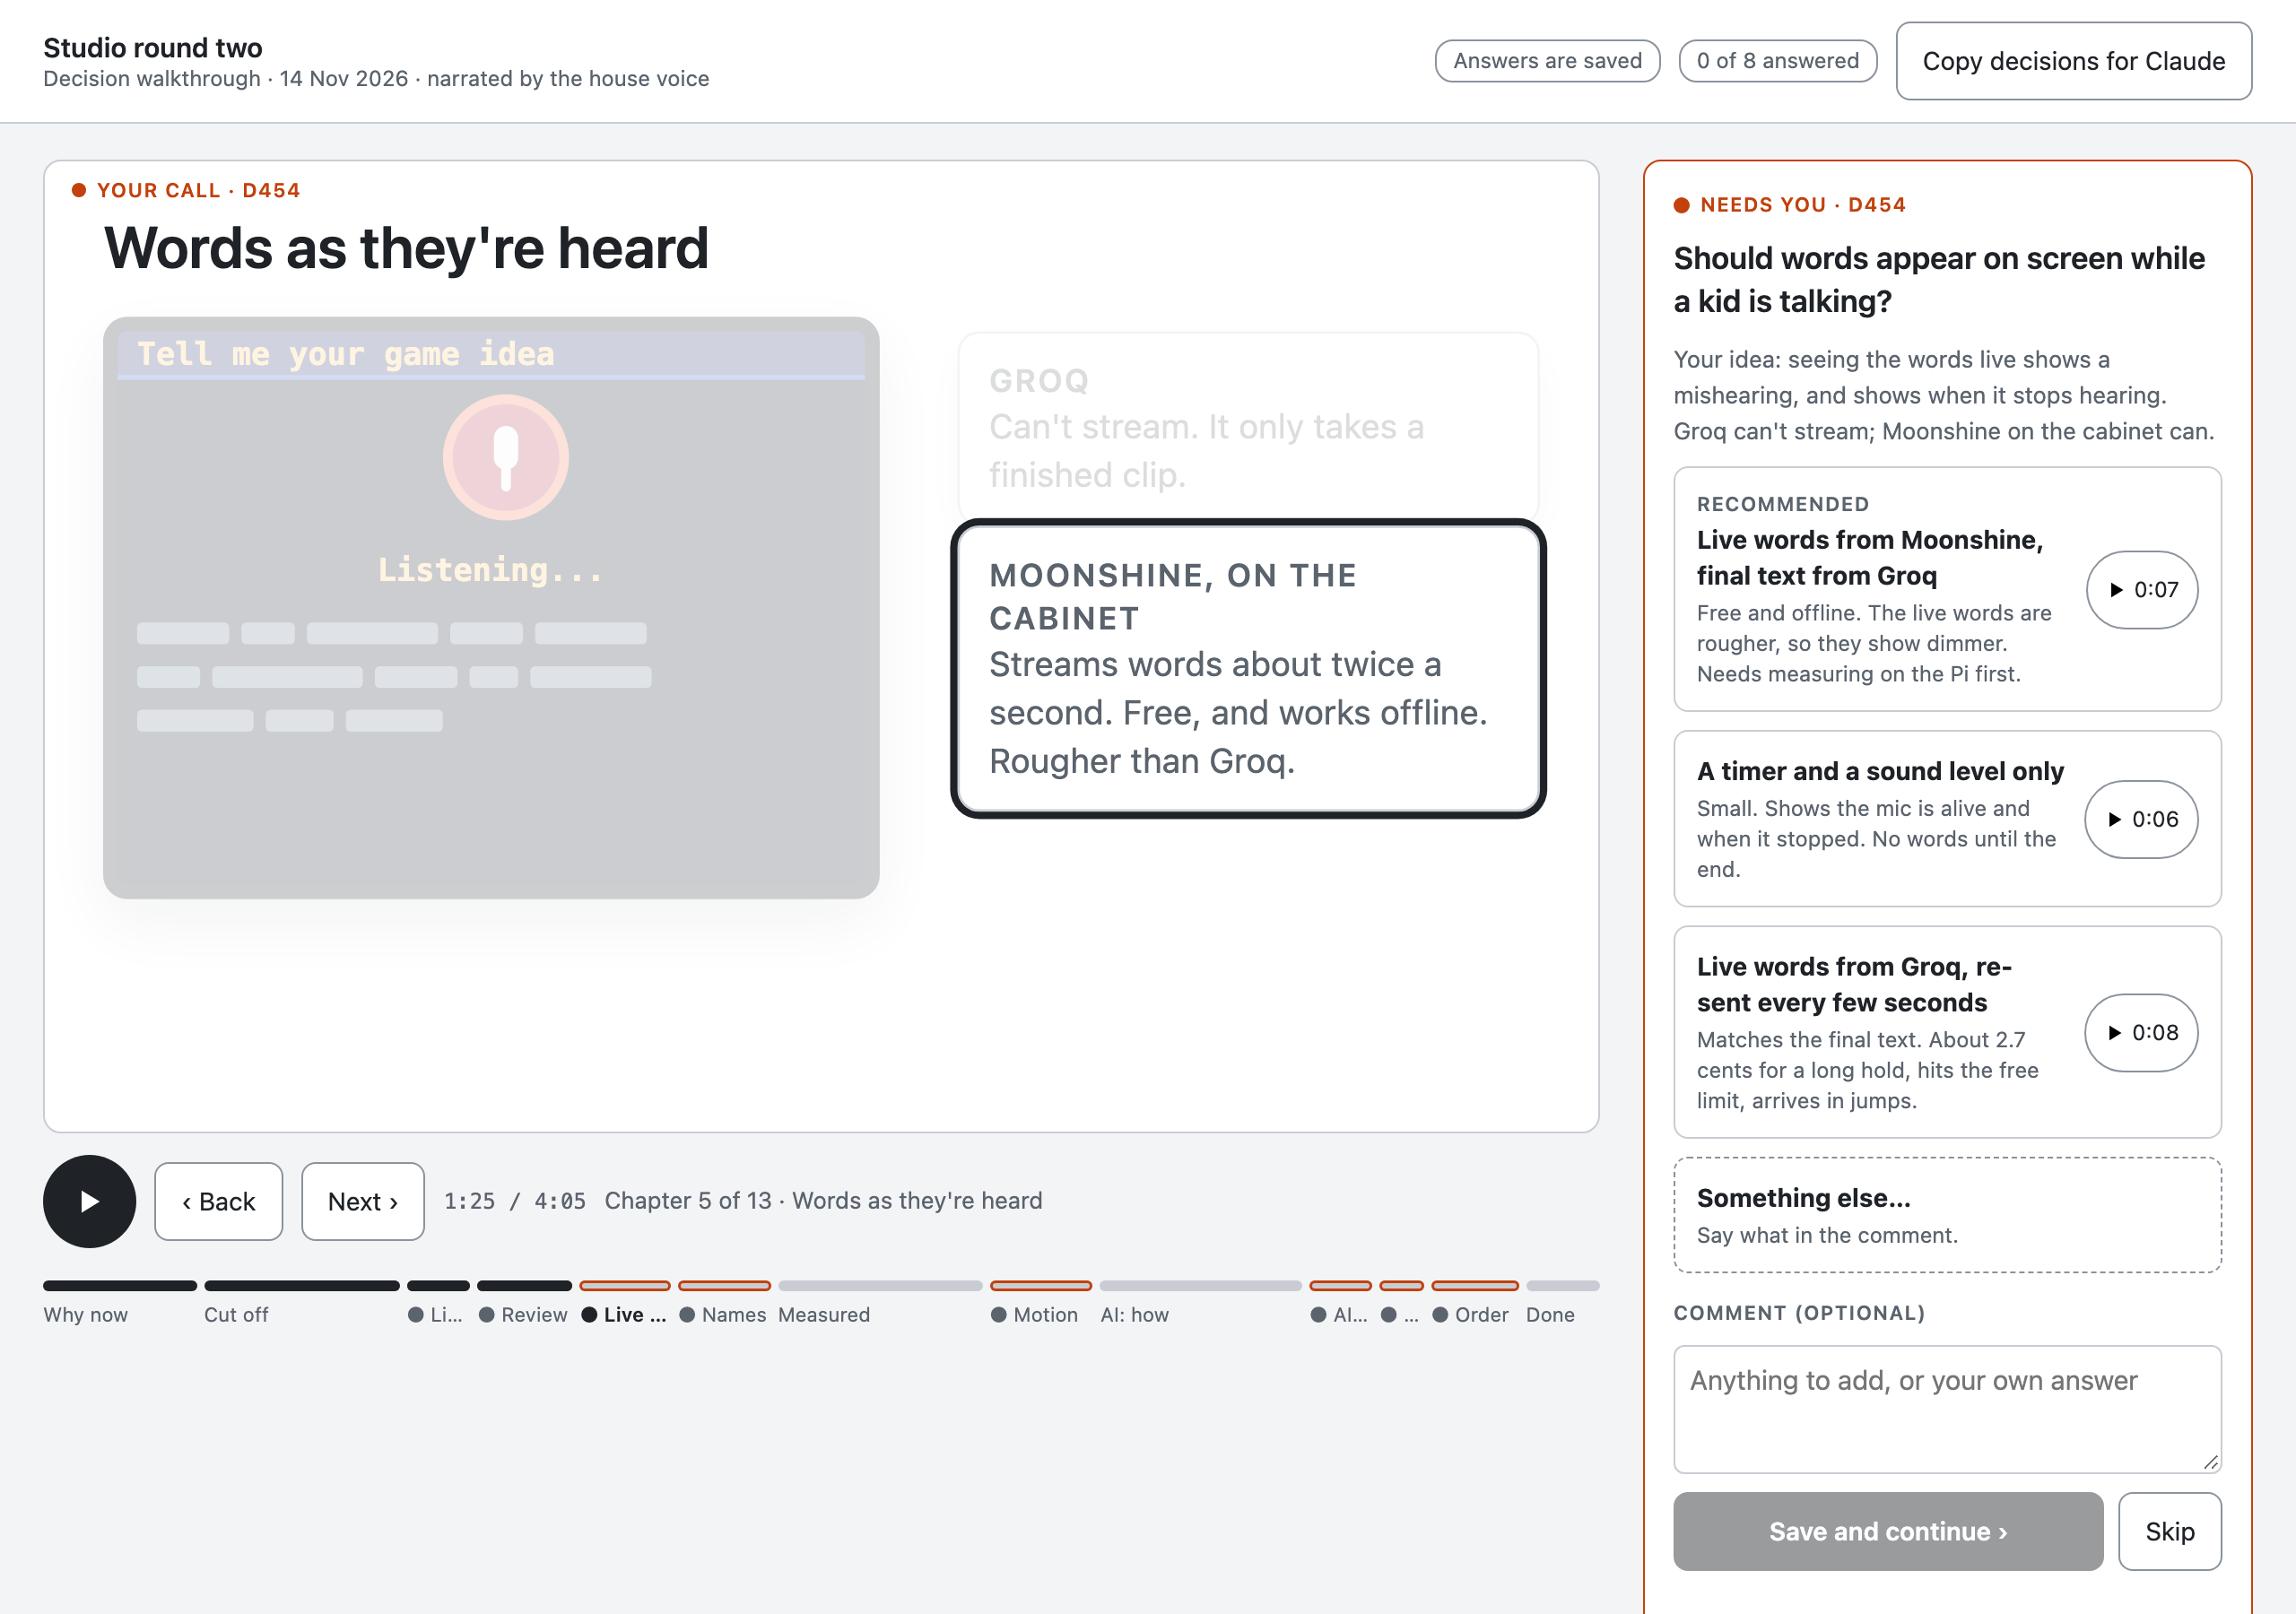 Studio round two
Decision walkthrough · 14 Nov 2026 · narrated by the house voice
Answers are saved
0 of 8 answered
Copy decisions for Claude
YOUR CALL · D454
Words as they're heard
Tell me your game idea
Listening...
GROQ
Can't stream. It only takes a
finished clip.
MOONSHINE, ON THE
CABINET
Streams words about twice a
second. Free, and works offline.
Rougher than Groq.
‹ Back
Next ›
1:25 / 4:05
Chapter 5 of 13 · Words as they're heard
Why now
Cut off
Li...
Review
Live ...
Names
Measured
Motion
AI: how
AI...
...
Order
Done
NEEDS YOU · D454
Should words appear on screen while
a kid is talking?
Your idea: seeing the words live shows a
mishearing, and shows when it stops hearing.
Groq can't stream; Moonshine on the cabinet can.
RECOMMENDED
Live words from Moonshine,
final text from Groq
Free and offline. The live words are
rougher, so they show dimmer.
Needs measuring on the Pi first.
0:07
A timer and a sound level only
Small. Shows the mic is alive and
when it stopped. No words until the
end.
0:06
Live words from Groq, re-
sent every few seconds
Matches the final text. About 2.7
cents for a long hold, hits the free
limit, arrives in jumps.
0:08
Something else...
Say what in the comment.
COMMENT (OPTIONAL)
Anything to add, or your own answer
Save and continue ›
Skip